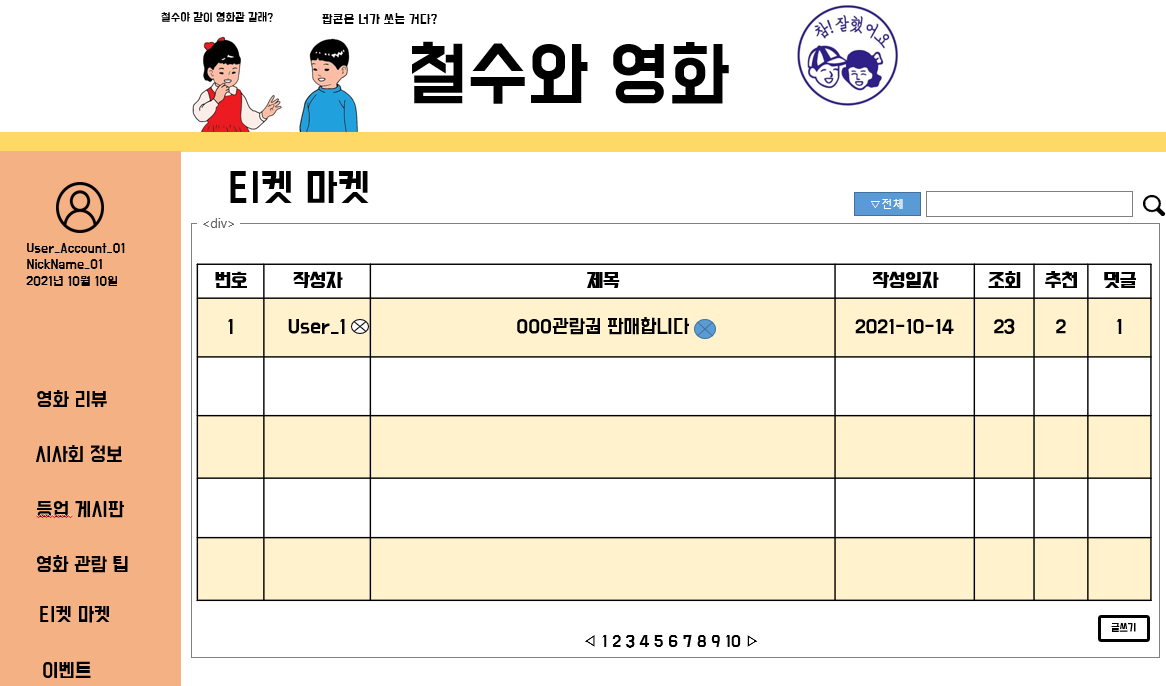 철수야 같이 영화관 갈래?
팝콘은 너가 쏘는 거다?
철수와 영화
참! 잘했어요
티켓 마켓
▽전체
<div>
User_Account_01
NickName_01
2021년 10월 10일
번호 작성자 제목 작성일자 조회 추천 댓글
1 User_1 OOO관람권 판매합니다 2021-10-14 23 2 1
영화 리뷰
시사회 정보
등업 게시판
영화 관람 팁
티켓 마켓
이벤트
글쓰기
◁ 1 2 3 4 5 6 7 8 9 10 ▷